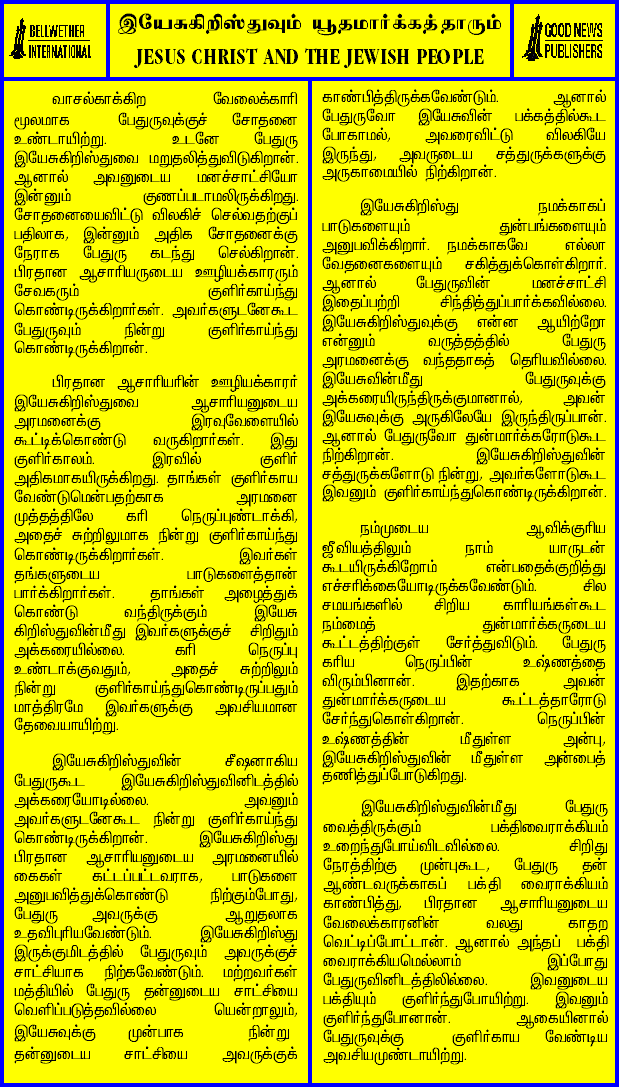 BELLWETHER
INTERNATIONAL
இயேசுகிறிஸ்துவும் யூதமார்க்கத்தாரும்
JESUS CHRIST AND THE JEWISH PEOPLE
GOOD NEWS
PUBLISHERS
வாசல்காக்கிற வேலைக்காரி
மூலமாக பேதுருவுக்குச் சோதனை
உண்டாயிற்று. உடனே பேதுரு
இயேசுகிறிஸ்துவை மறுதலித்துவிடுகிறான்.
ஆனால் அவனுடைய மனச்சாட்சியோ
இன்னும் குணப்படாமலிருக்கிறது.
சோதனையைவிட்டு விலகிச் செல்வதற்குப்
பதிலாக, இன்னும் அதிக சோதனைக்கு
நேராக பேதுரு கடந்து செல்கிறான்.
பிரதான ஆசாரியருடைய ஊழியக்காரரும்
சேவகரும் குளிர்காய்ந்து
கொண்டிருக்கிறார்கள். அவர்களுடனேகூட
பேதுருவும் நின்று குளிர்காய்ந்து
கொண்டிருக்கிறான்.
பிரதான ஆசாரியரின் ஊழியக்காரர்
இயேசுகிறிஸ்துவை ஆசாரியனுடைய
அரமனைக்கு இரவுவேளையில்
கூட்டிக்கொண்டு வருகிறார்கள். இது
குளிர்காலம். இரவில் குளிர்
அதிகமாகயிருக்கிறது. தாங்கள் குளிர்காய
வேண்டுமென்பதற்காக அரமனை
முத்தத்திலே கரி நெருப்புண்டாக்கி,
அதைச் சுற்றிலுமாக நின்று குளிர்காய்ந்து
கொண்டிருக்கிறார்கள். இவர்கள்
தங்களுடைய பாடுகளைத்தான்
பார்க்கிறார்கள். தாங்கள் அழைத்துக்
கொண்டு வந்திருக்கும் இயேசு
கிறிஸ்துவின்மீது இவர்களுக்குச் சிறிதும்
அக்கரையில்லை. கரி நெருப்பு
உண்டாக்குவதும், அதைச் சுற்றிலும்
நின்று குளிர்காய்ந்துகொண்டிருப்பதும்
மாத்திரமே இவர்களுக்கு அவசியமான
தேவையாயிற்று.
இயேசுகிறிஸ்துவின் சீஷனாகிய
பேதுருகூட இயேசுகிறிஸ்துவினிடத்தில்
அக்கரையோடில்லை. அவனும்
அவர்களுடனேகூட நின்று குளிர்காய்ந்து
கொண்டிருக்கிறான். இயேசுகிறிஸ்து
பிரதான ஆசாரியனுடைய அரமனையில்
கைகள் கட்டப்பட்டவராக, பாடுகளை
அனுபவித்துக்கொண்டு நிற்கும்போது,
பேதுரு அவருக்கு ஆறுதலாக
உதவிபுரியவேண்டும். இயேசுகிறிஸ்து
இருக்குமிடத்தில் பேதுருவும் அவருக்குச்
சாட்சியாக நிற்கவேண்டும். மற்றவர்கள்
மத்தியில் பேதுரு தன்னுடைய சாட்சியை
வெளிப்படுத்தவில்லை யென்றாலும்,
இயேசுவுக்கு முன்பாக நின்று
தன்னுடைய சாட்சியை அவருக்குக்
காண்பித்திருக்கவேண்டும். ஆனால்
பேதுருவோ இயேசுவின் பக்கத்தில்கூட
போகாமல், அவரைவிட்டு விலகியே
இருந்து, அவருடைய சத்துருக்களுக்கு
அருகாமையில் நிற்கிறான்.
இயேசுகிறிஸ்து நமக்காகப்
பாடுகளையும் துன்பங்களையும்
அனுபவிக்கிறார். நமக்காகவே எல்லா
வேதனைகளையும் சகித்துக்கொள்கிறார்.
ஆனால் பேதுருவின் மனச்சாட்சி
இதைப்பற்றி சிந்தித்துப்பார்க்கவில்லை.
இயேசுகிறிஸ்துவுக்கு என்ன ஆயிற்றோ
என்னும் வருத்தத்தில் பேதுரு
அரமனைக்கு வந்ததாகத் தெரியவில்லை.
இயேசுவின்மீது பேதுருவுக்கு
அக்கரையிருந்திருக்குமானால், அவன்
இயேசுவுக்கு அருகிலேயே இருந்திருப்பான்.
ஆனால் பேதுருவோ துன்மார்க்கரோடுகூட
நிற்கிறான். இயேசுகிறிஸ்துவின்
சத்துருக்களோடு நின்று, அவர்களோடுகூட
இவனும் குளிர்காய்ந்துகொண்டிருக்கிறான்.
நம்முடைய ஆவிக்குரிய
ஜீவியத்திலும் நாம் யாருடன்
கூடயிருக்கிறோம் என்பதைக்குறித்து
எச்சரிக்கையோடிருக்கவேண்டும். சில
சமயங்களில் சிறிய காரியங்கள்கூட
நம்மைத் துன்மார்க்கருடைய
கூட்டத்திற்குள் சேர்த்துவிடும். பேதுரு
கரிய நெருப்பின் உஷ்ணத்தை
விரும்பினான். இதற்காக அவன்
துன்மார்க்கருடைய கூட்டத்தாரோடு
சேர்ந்துகொள்கிறான். நெருப்பின்
உஷ்ணத்தின் மீதுள்ள அன்பு,
இயேசுகிறிஸ்துவின் மீதுள்ள அன்பைத்
தணித்துப்போடுகிறது.
இயேசுகிறிஸ்துவின்மீது பேதுரு
வைத்திருக்கும் பக்திவைராக்கியம்
உறைந்துபோய்விடவில்லை. சிறிது
நேரத்திற்கு முன்புகூட, பேதுரு தன்
ஆண்டவருக்காகப் பக்தி வைராக்கியம்
காண்பித்து, பிரதான ஆசாரியனுடைய
வேலைக்காரனின் வலது காதற
வெட்டிப்போட்டான். ஆனால் அந்தப் பக்தி
வைராக்கியமெல்லாம் இப்போது
பேதுருவினிடத்திலில்லை. இவனுடைய
பக்தியும் குளிர்ந்துபோயிற்று. இவனும்
குளிர்ந்துபோனான். ஆகையினால்
பேதுருவுக்கு குளிர்காய வேண்டிய
அவசியமுண்டாயிற்று.